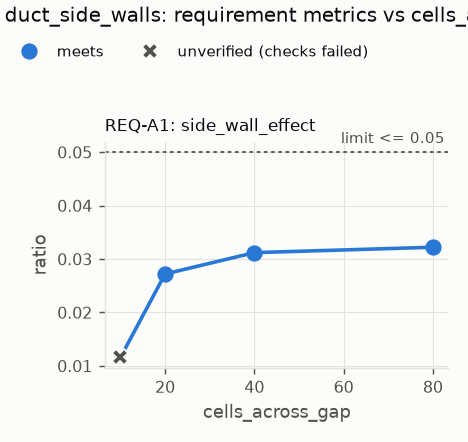 duct_side_walls: requirement metrics vs cells_a
meets unverified (checks failed)
REQ-A1: side_wall_effect
limit <= 0.05
0.05
0.04
0.03
0.02
0.01
ratio
20 40 60 80
cells_across_gap